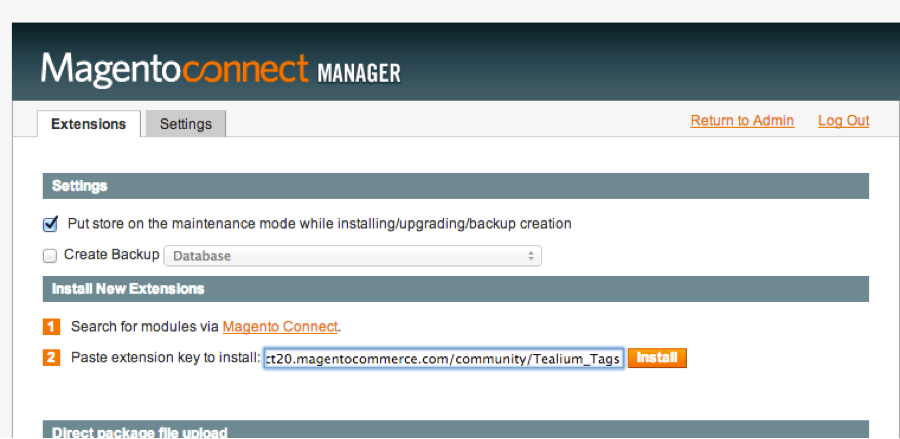 Magentoconnect MANAGER
Extensions Settings Return to Admin Log Out
Settings
Put store on the maintenance mode while installing/upgrading/backup creation
Create Backup Database
Install New Extensions
1 Search for modules via Magento Connect.
2 Paste extension key to install: ct20.magentocommerce.com/community/Tealium_Tags Install
Direct package file upload